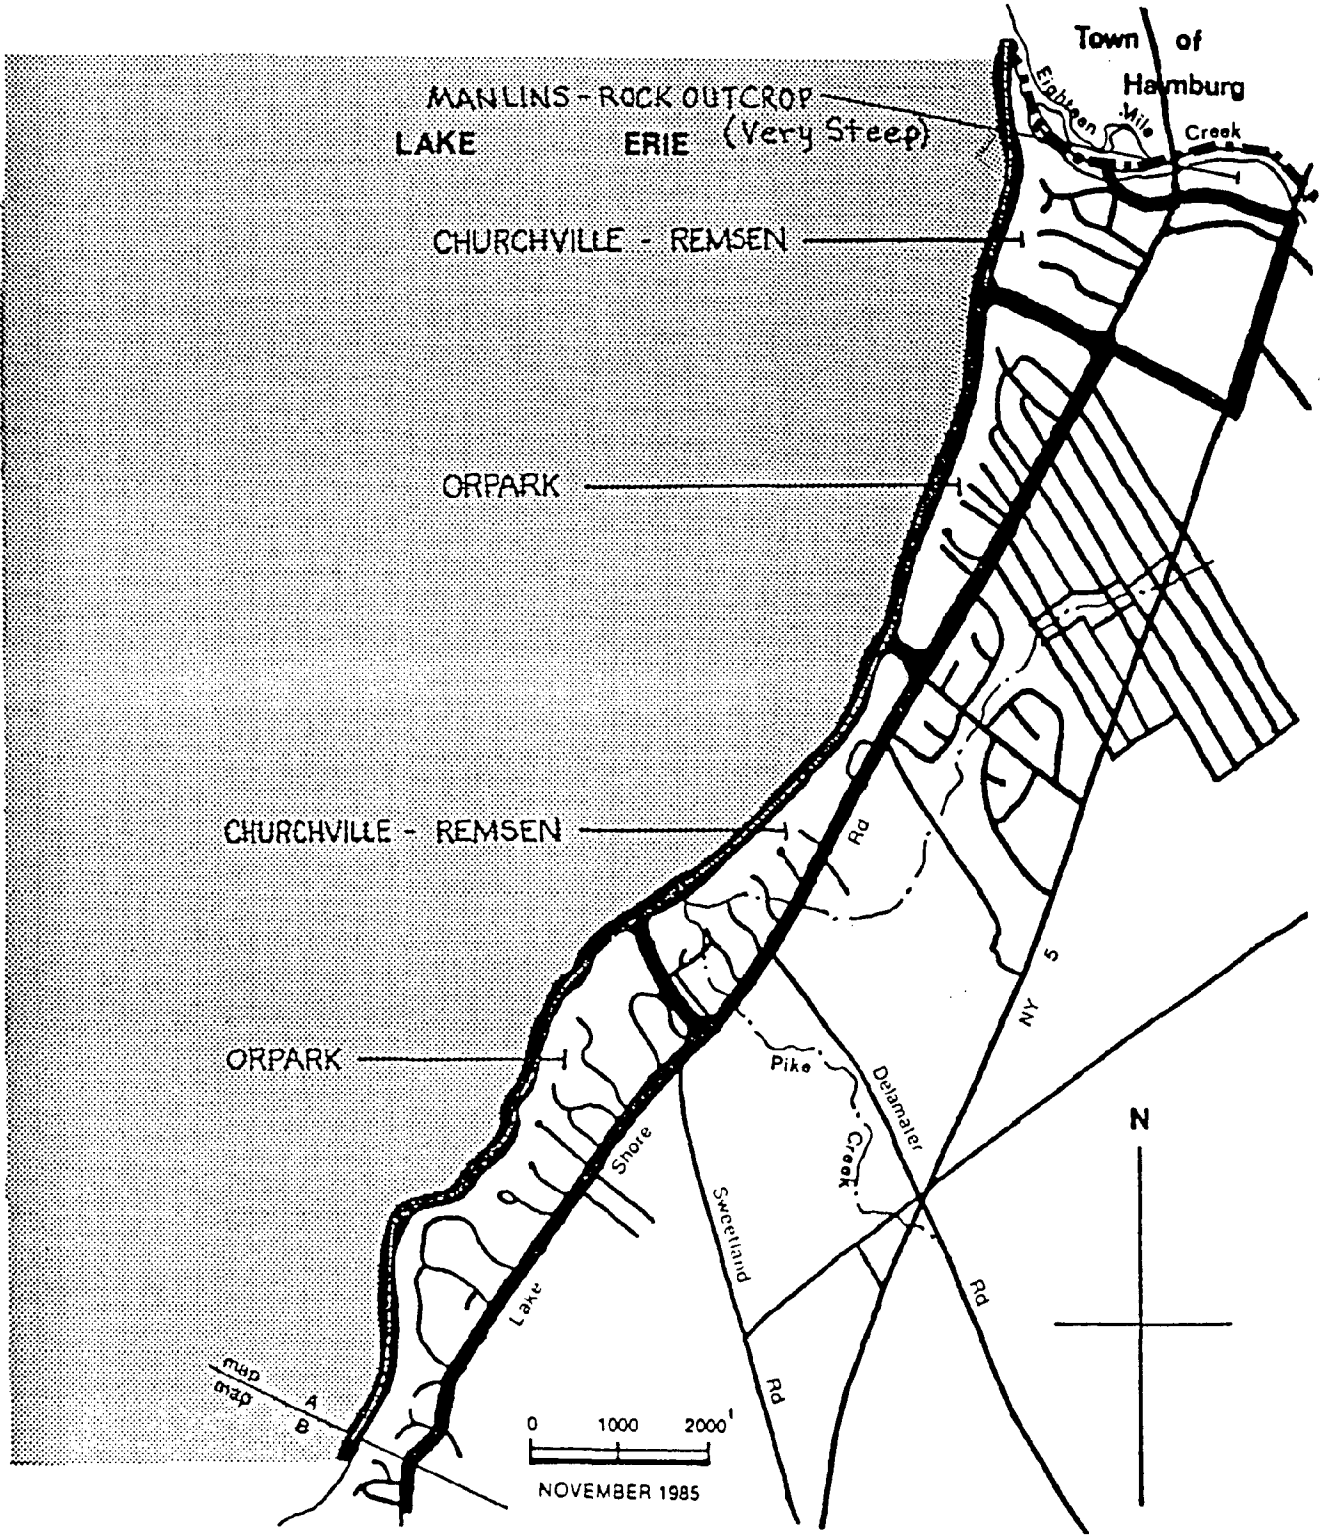 Town of
Hamburg
Eighteen Mile Creek
MANLINS - ROCK OUTCROP
(Very Steep)
LAKE ERIE
CHURCHVILLE - REMSEN
ORPARK
CHURCHVILLE - REMSEN
Rd
NY 5
ORPARK
Pike Creek
Delamater Rd
N
Shore
Sweetland Rd
Lake
map A
map B
0 1000 2000'
NOVEMBER 1985